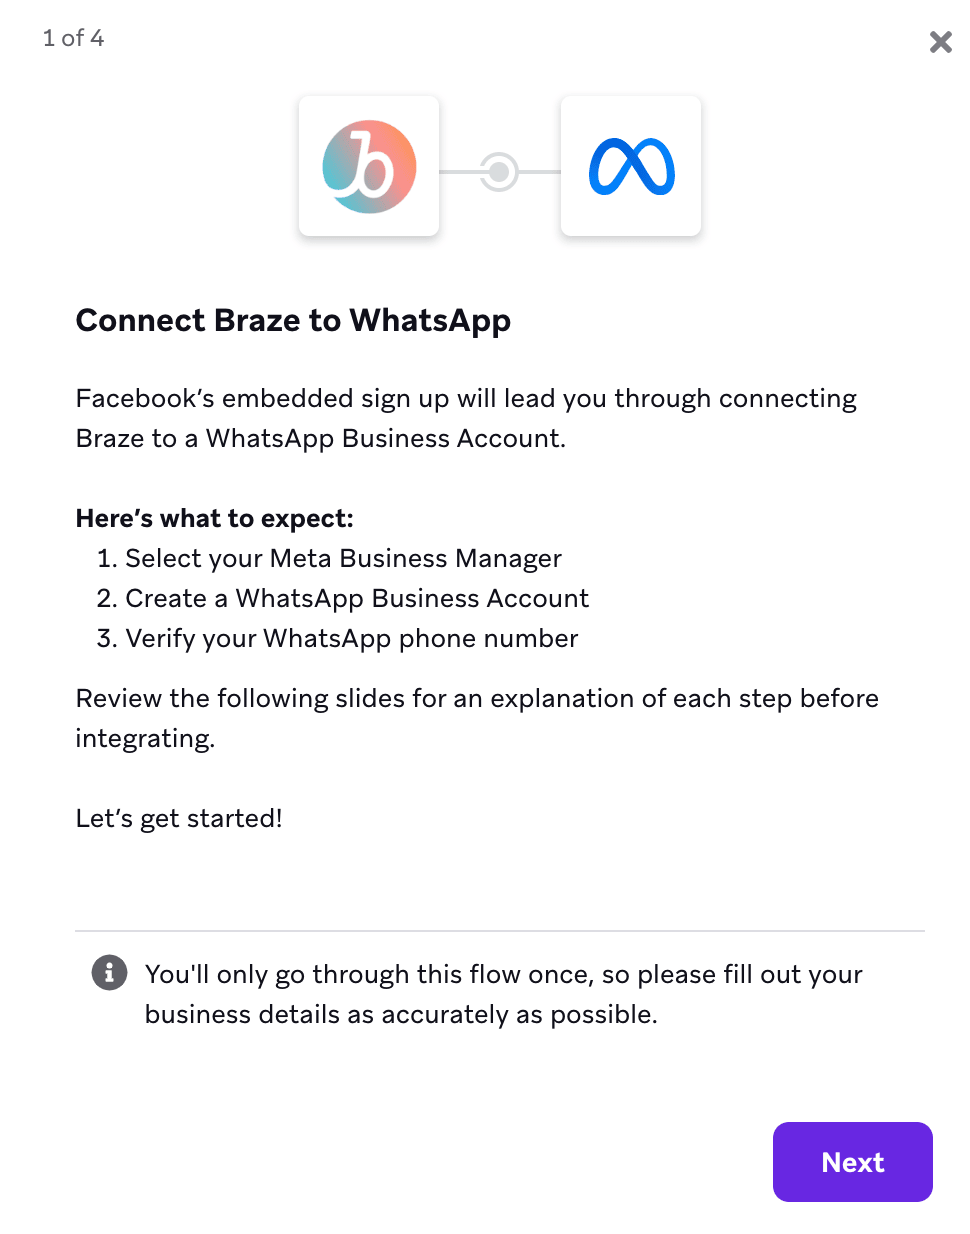 1 of 4
Connect Braze to WhatsApp
Facebook’s embedded sign up will lead you through connecting
Braze to a WhatsApp Business Account.
Here’s what to expect:
1. Select your Meta Business Manager
2. Create a WhatsApp Business Account
3. Verify your WhatsApp phone number
Review the following slides for an explanation of each step before
integrating.
Let’s get started!
You'll only go through this flow once, so please fill out your
business details as accurately as possible.
Next